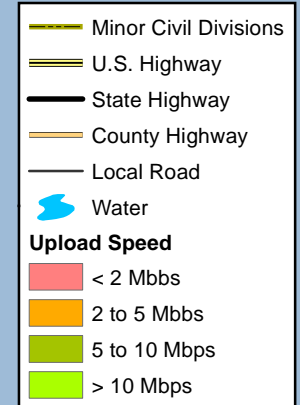 Minor Civil Divisions
U.S. Highway
State Highway
County Highway
Local Road
Water
Upload Speed
< 2 Mbbs
2 to 5 Mbbs
5 to 10 Mbps
> 10 Mbps